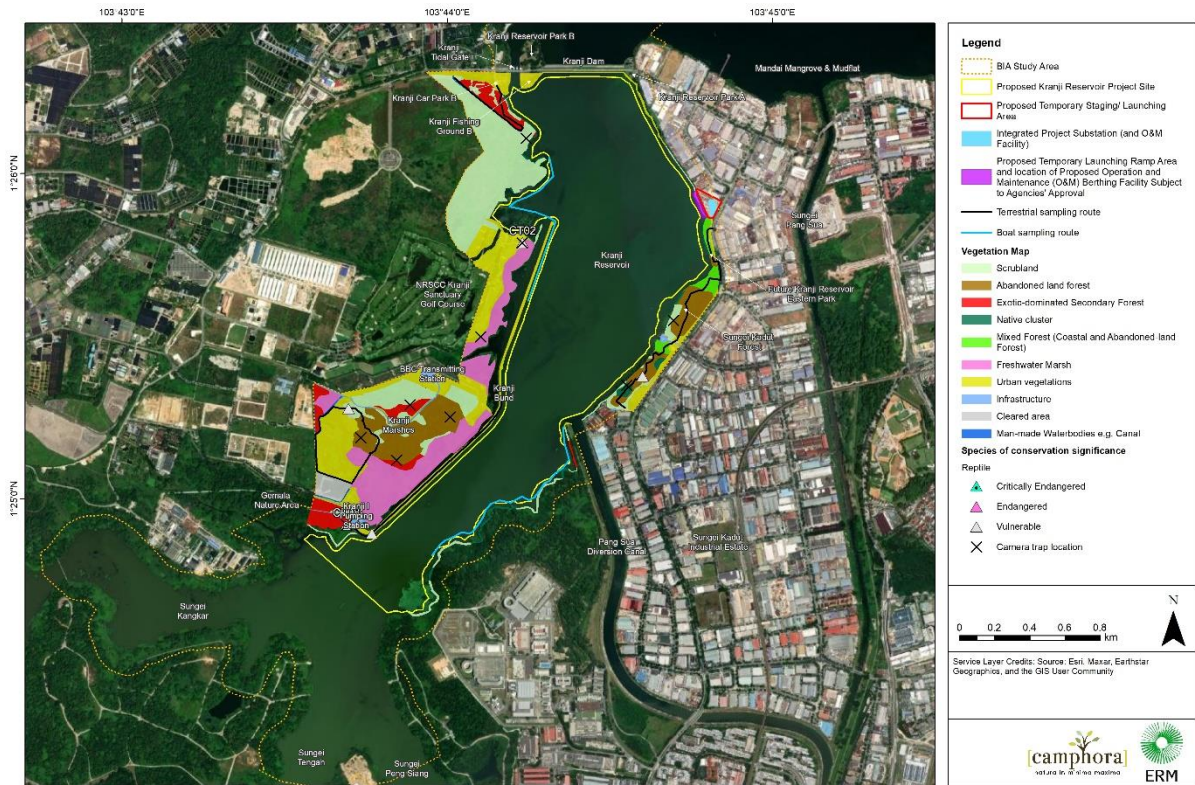 103°43'0"E
103°44'0"E
103°45'0"E
1°26'0"N
1°25'0"N
Kranji Reservoir Park B
Kranji
Tidal Gate
Kranji Dam
Mandai Mangrove & Mudflat
Kranji Car Park B
Kranji Reservoir Park A
Kranji Fishing
Ground B
CT02
Sungei
Pang Sua
Kranji
Reservoir
NRSCC Kranji
Sanctuary
Golf Course
Future Kranji Reservoir
Eastern Park
Sungei Kadut
Forest
BBC Transmitting
Station
Kranji
Bund
Kranji
Marshes
Gemala
Nature Area
Kranji
Pumping
Station
Pang Sua
Diversion Canal
Sungei Kadut
Industrial Estate
Sungei
Kangkar
Sungei
Tengah
Sungei
Peng Siang
Legend
BIA Study Area
Proposed Kranji Reservoir Project Site
Proposed Temporary Staging/ Launching
Area
Integrated Project Substation (and O&M
Facility)
Proposed Temporary Launching Ramp Area
and location of Proposed Operation and
Maintenance (O&M) Berthing Facility Subject
to Agencies' Approval
Terrestrial sampling route
Boat sampling route
Vegetation Map
Scrubland
Abandoned land forest
Exotic-dominated Secondary Forest
Native cluster
Mixed Forest (Coastal and Abandoned-land
Forest)
Freshwater Marsh
Urban vegetations
Infrastructure
Cleared area
Man-made Waterbodies e.g. Canal
Species of conservation significance
Reptile
Critically Endangered
Endangered
Vulnerable
Camera trap location
N
0 0.2 0.4 0.6 0.8
km
Service Layer Credits: Source: Esri, Maxar, Earthstar
Geographics, and the GIS User Community
[camphora]
natura in minima maxima
ERM